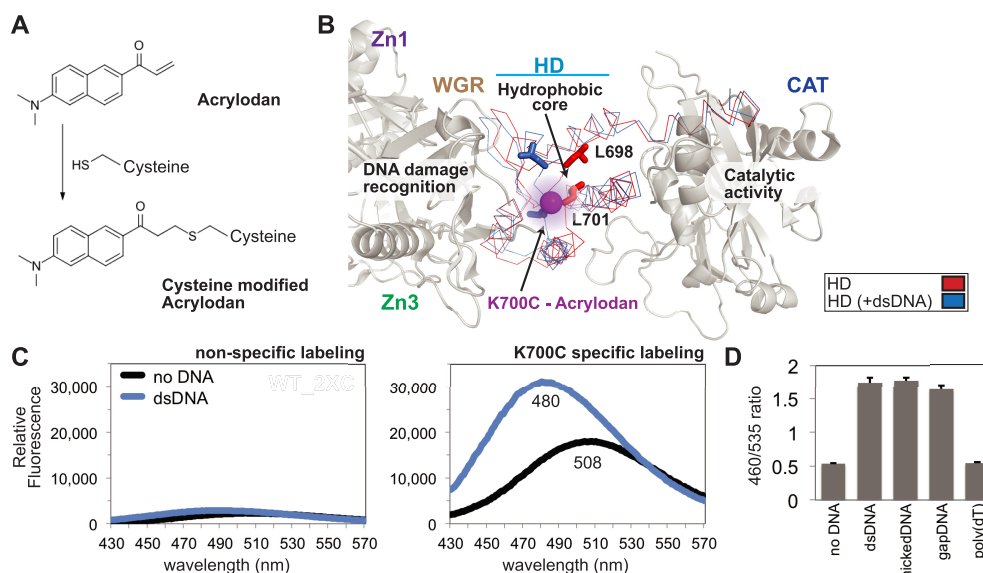 A
O
N
Acrylodan
HS
Cysteine
O
S
Cysteine
N
Cysteine modified
Acrylodan
B
Zn1
HD
WGR
Hydrophobic
core
CAT
L698
DNA damage
recognition
Catalytic
activity
L701
Zn3
K700C - Acrylodan
HD
HD (+dsDNA)
C
non-specific labeling
no DNA
dsDNA
WT_2XC
Relative
Fluorescence
30,000
20,000
10,000
0
430 450 470 490 510 530 550 570
wavelength (nm)
K700C specific labeling
30,000
20,000
10,000
0
480
508
430 450 470 490 510 530 550 570
wavelength (nm)
D
460/535 ratio
2
1.5
1
0.5
0
no DNA
dsDNA
nickedDNA
gapDNA
poly(dT)